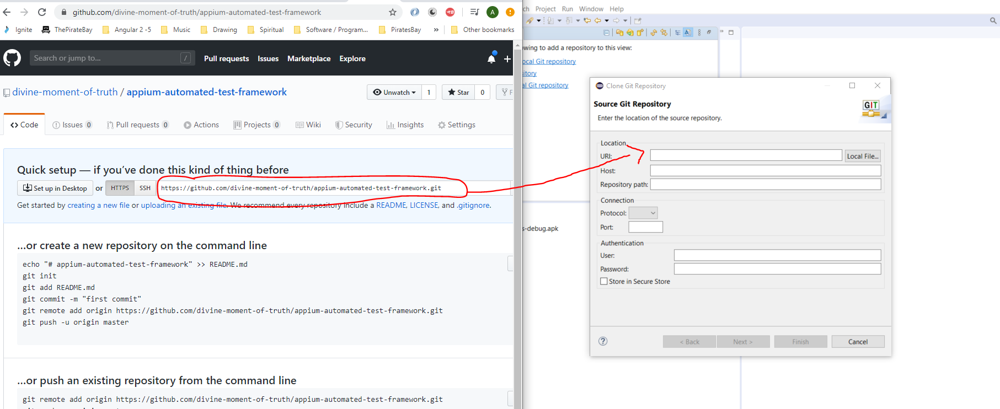 github.com/divine-moment-of-truth/appium-automated-test-framework
A
Ignite ThePirateBay Angular 2 -5 Music Drawing Spiritual Software / Program... PiratesBay » Other bookmarks
Search or jump to... / Pull requests Issues Marketplace Explore
divine-moment-of-truth / appium-automated-test-framework Unwatch 1 Star 0 F
Code Issues 0 Pull requests 0 Actions Projects 0 Wiki Security Insights Settings
Quick setup — if you've done this kind of thing before
Set up in Desktop or HTTPS SSH https://github.com/divine-moment-of-truth/appium-automated-test-framework.git
Get started by creating a new file or uploading an existing file. We recommend every repository include a README, LICENSE, and .gitignore.
...or create a new repository on the command line
echo "# appium-automated-test-framework" >> README.md
git init
git add README.md
git commit -m "first commit"
git remote add origin https://github.com/divine-moment-of-truth/appium-automated-test-framework.git
git push -u origin master
...or push an existing repository from the command line
git remote add origin https://github.com/divine-moment-of-truth/appium-automated-test-framework.git
ch Project Run Window Help
wing to add a repository to this view:
ocal Git repository
itory
al Git repository
s-debug.apk
Clone Git Repository
Source Git Repository
GIT
Enter the location of the source repository.
Location
URI: Local File...
Host:
Repository path:
Connection
Protocol:
Port:
Authentication
User:
Password:
Store in Secure Store
? < Back Next > Finish Cancel